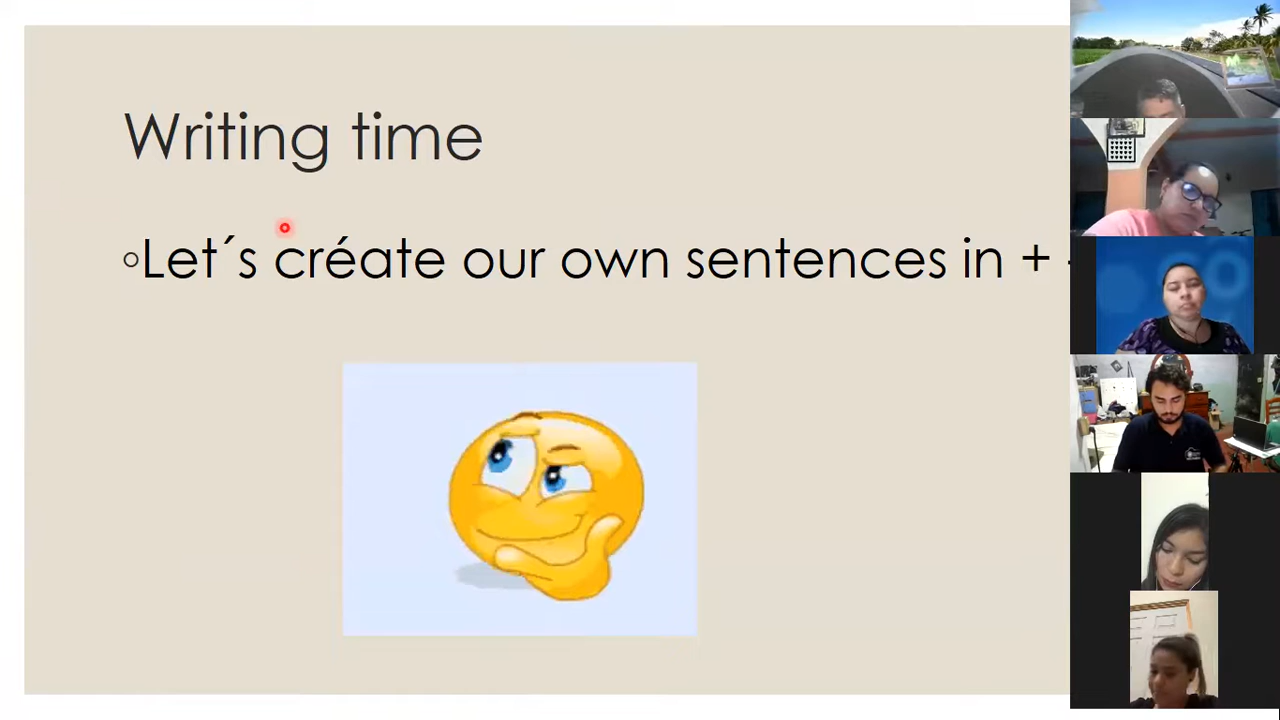 Writing time
◦Let´s créate our own sentences in + -